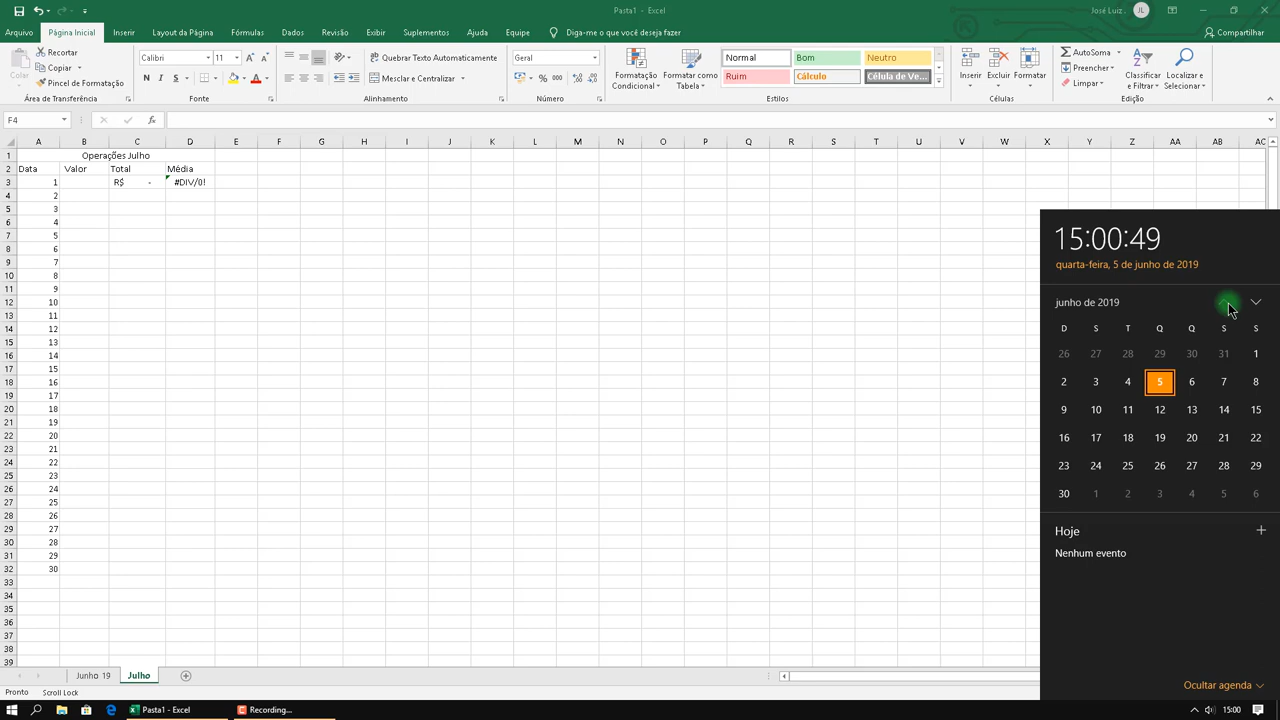 Pasta1 - Excel
José Luiz . JL
Arquivo Página Inicial Inserir Layout da Página Fórmulas Dados Revisão Exibir Suplementos Ajuda Equipe Diga-me o que você deseja fazer Compartilhar
Colar
Recortar
Copiar
Pincel de Formatação
Área de Transferência
Calibri 11
N I S
Fonte
Quebrar Texto Automaticamente
Mesclar e Centralizar
Alinhamento
Geral
% 000
Número
Formatação Condicional
Formatar como Tabela
Normal Bom Neutro
Ruim Cálculo Célula de Ve...
Estilos
Inserir Excluir Formatar
Células
AutoSoma
Preencher
Limpar
Classificar e Filtrar
Localizar e Selecionar
Edição
F4 fx
A B C D E F G H I J K L M N O P Q R S T U V W X Y Z AA AB AC
1 Operações Julho
2 Data Valor Total Média
3 1 R$ - #DIV/0!
4 2
5 3
6 4
7 5
8 6
9 7
10 8
11 9
12 10
13 11
14 12
15 13
16 14
17 15
18 16
19 17
20 18
21 19
22 20
23 21
24 22
25 23
26 24
27 25
28 26
29 27
30 28
31 29
32 30
33
34
35
36
37
38
39
15:00:49
quarta-feira, 5 de junho de 2019
junho de 2019
D S T Q Q S S
26 27 28 29 30 31 1
2 3 4 5 6 7 8
9 10 11 12 13 14 15
16 17 18 19 20 21 22
23 24 25 26 27 28 29
30 1 2 3 4 5 6
Hoje
Nenhum evento
Ocultar agenda
Junho 19 Julho
Pronto Scroll Lock
Pasta1 - Excel Recording... 15:00